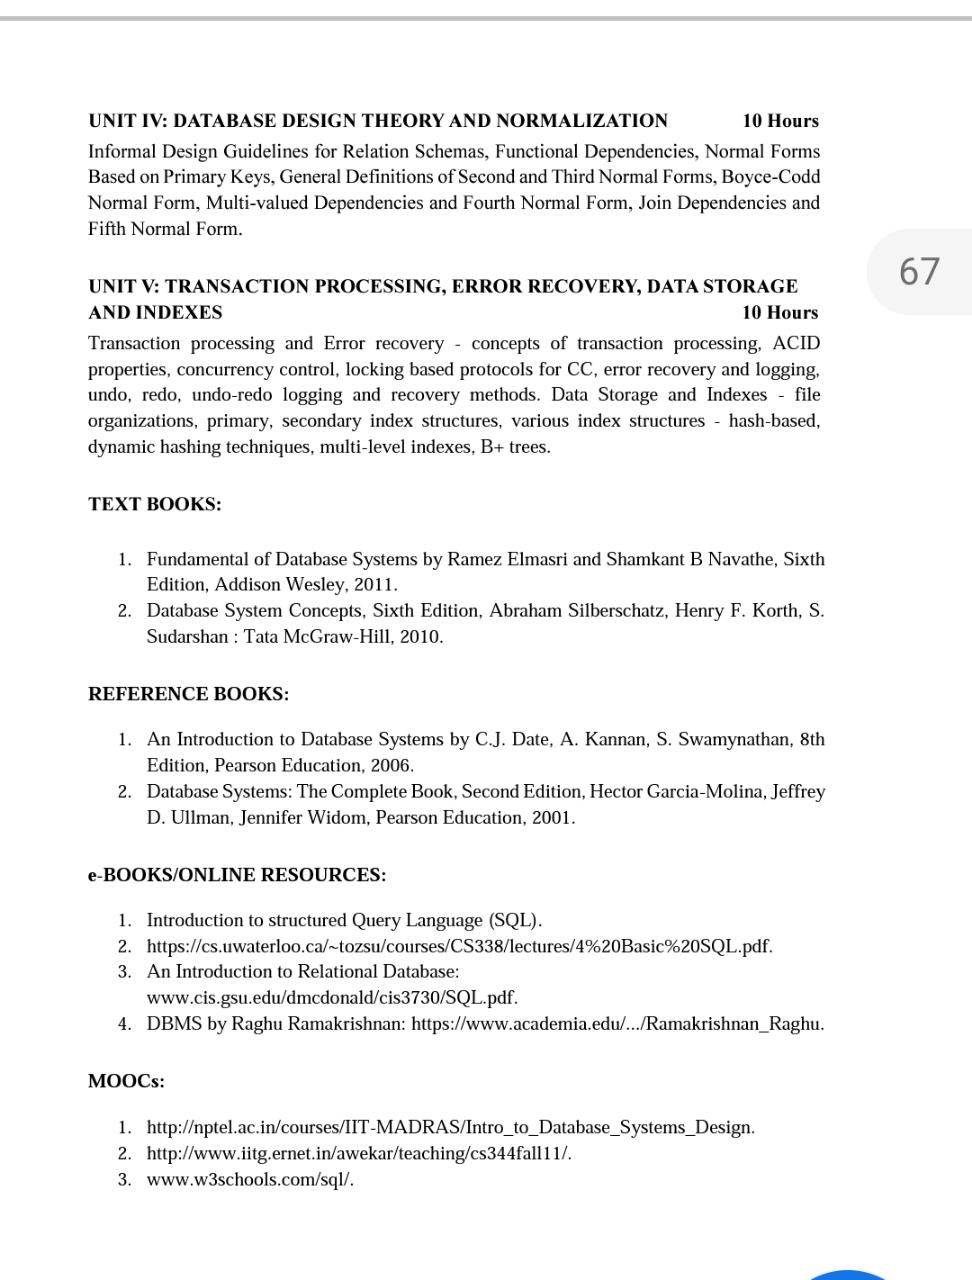 UNIT IV: DATABASE DESIGN THEORY AND NORMALIZATION 10 Hours
Informal Design Guidelines for Relation Schemas, Functional Dependencies, Normal Forms
Based on Primary Keys, General Definitions of Second and Third Normal Forms, Boyce-Codd
Normal Form, Multi-valued Dependencies and Fourth Normal Form, Join Dependencies and
Fifth Normal Form.
67
UNIT V: TRANSACTION PROCESSING, ERROR RECOVERY, DATA STORAGE
AND INDEXES 10 Hours
Transaction processing and Error recovery - concepts of transaction processing, ACID
properties, concurrency control, locking based protocols for CC, error recovery and logging,
undo, redo, undo-redo logging and recovery methods. Data Storage and Indexes - file
organizations, primary, secondary index structures, various index structures - hash-based,
dynamic hashing techniques, multi-level indexes, B+ trees.
TEXT BOOKS:
1. Fundamental of Database Systems by Ramez Elmasri and Shamkant B Navathe, Sixth
Edition, Addison Wesley, 2011.
2. Database System Concepts, Sixth Edition, Abraham Silberschatz, Henry F. Korth, S.
Sudarshan : Tata McGraw-Hill, 2010.
REFERENCE BOOKS:
1. An Introduction to Database Systems by C.J. Date, A. Kannan, S. Swamynathan, 8th
Edition, Pearson Education, 2006.
2. Database Systems: The Complete Book, Second Edition, Hector Garcia-Molina, Jeffrey
D. Ullman, Jennifer Widom, Pearson Education, 2001.
e-BOOKS/ONLINE RESOURCES:
1. Introduction to structured Query Language (SQL).
2. https://cs.uwaterloo.ca/~tozsu/courses/CS338/lectures/4%20Basic%20SQL.pdf.
3. An Introduction to Relational Database:
www.cis.gsu.edu/dmcdonald/cis3730/SQL.pdf.
4. DBMS by Raghu Ramakrishnan: https://www.academia.edu/.../Ramakrishnan_Raghu.
MOOCs:
1. http://nptel.ac.in/courses/IIT-MADRAS/Intro_to_Database_Systems_Design.
2. http://www.iitg.ernet.in/awekar/teaching/cs344fall11/.
3. www.w3schools.com/sql/.